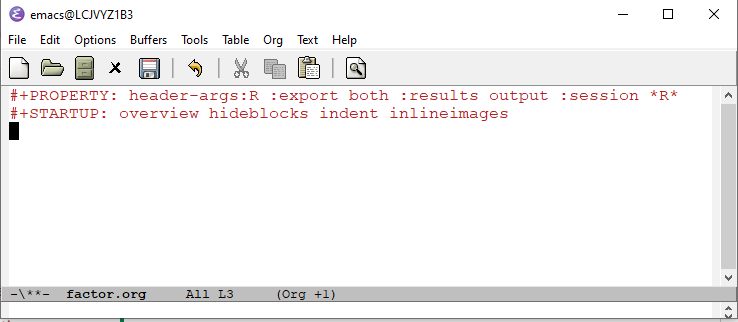 emacs@LCJVYZ1B3
File Edit Options Buffers Tools Table Org Text Help
#+PROPERTY: header-args:R :export both :results output :session *R*
#+STARTUP: overview hideblocks indent inlineimages
-\**- factor.org All L3 (Org +1)